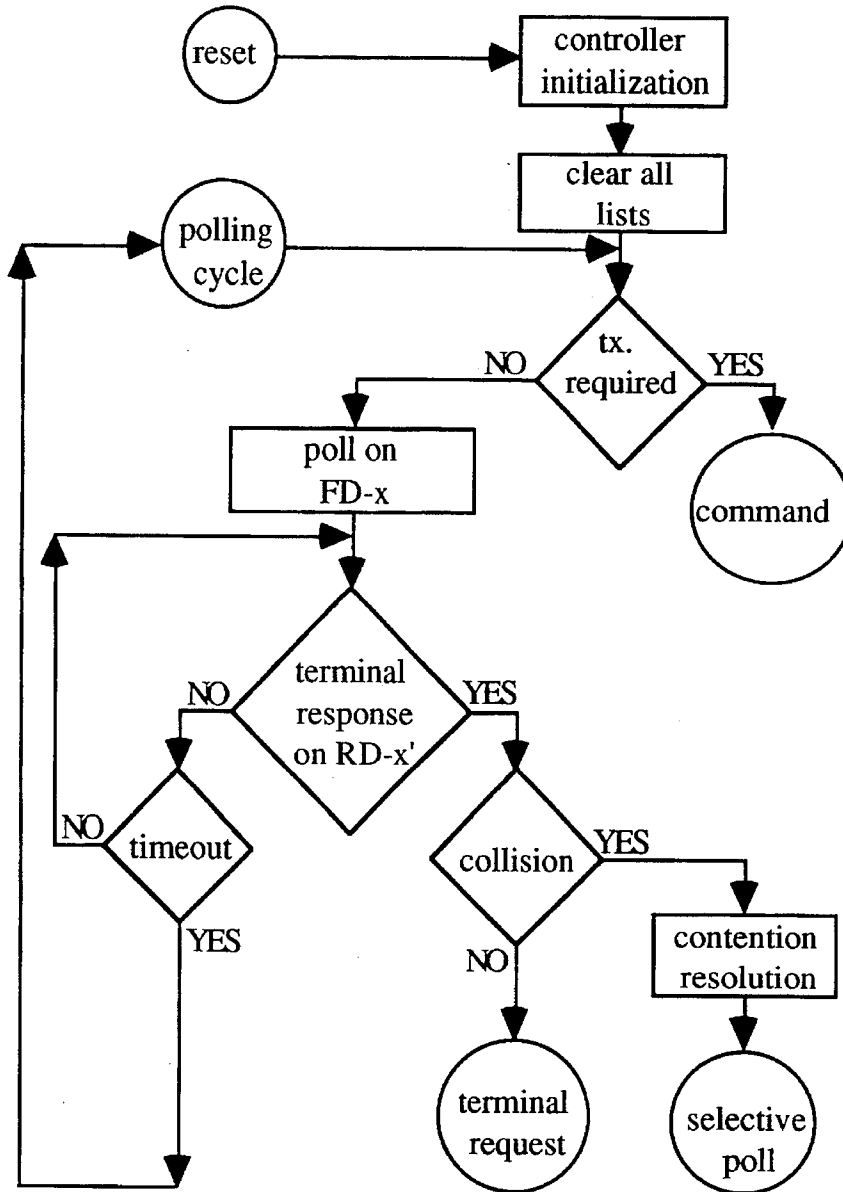 reset
controller
initialization
clear all
lists
polling
cycle
tx.
required
NO
YES
poll on
FD-x
command
terminal
response
on RD-x'
NO
YES
timeout
NO
YES
collision
YES
NO
contention
resolution
terminal
request
selective
poll